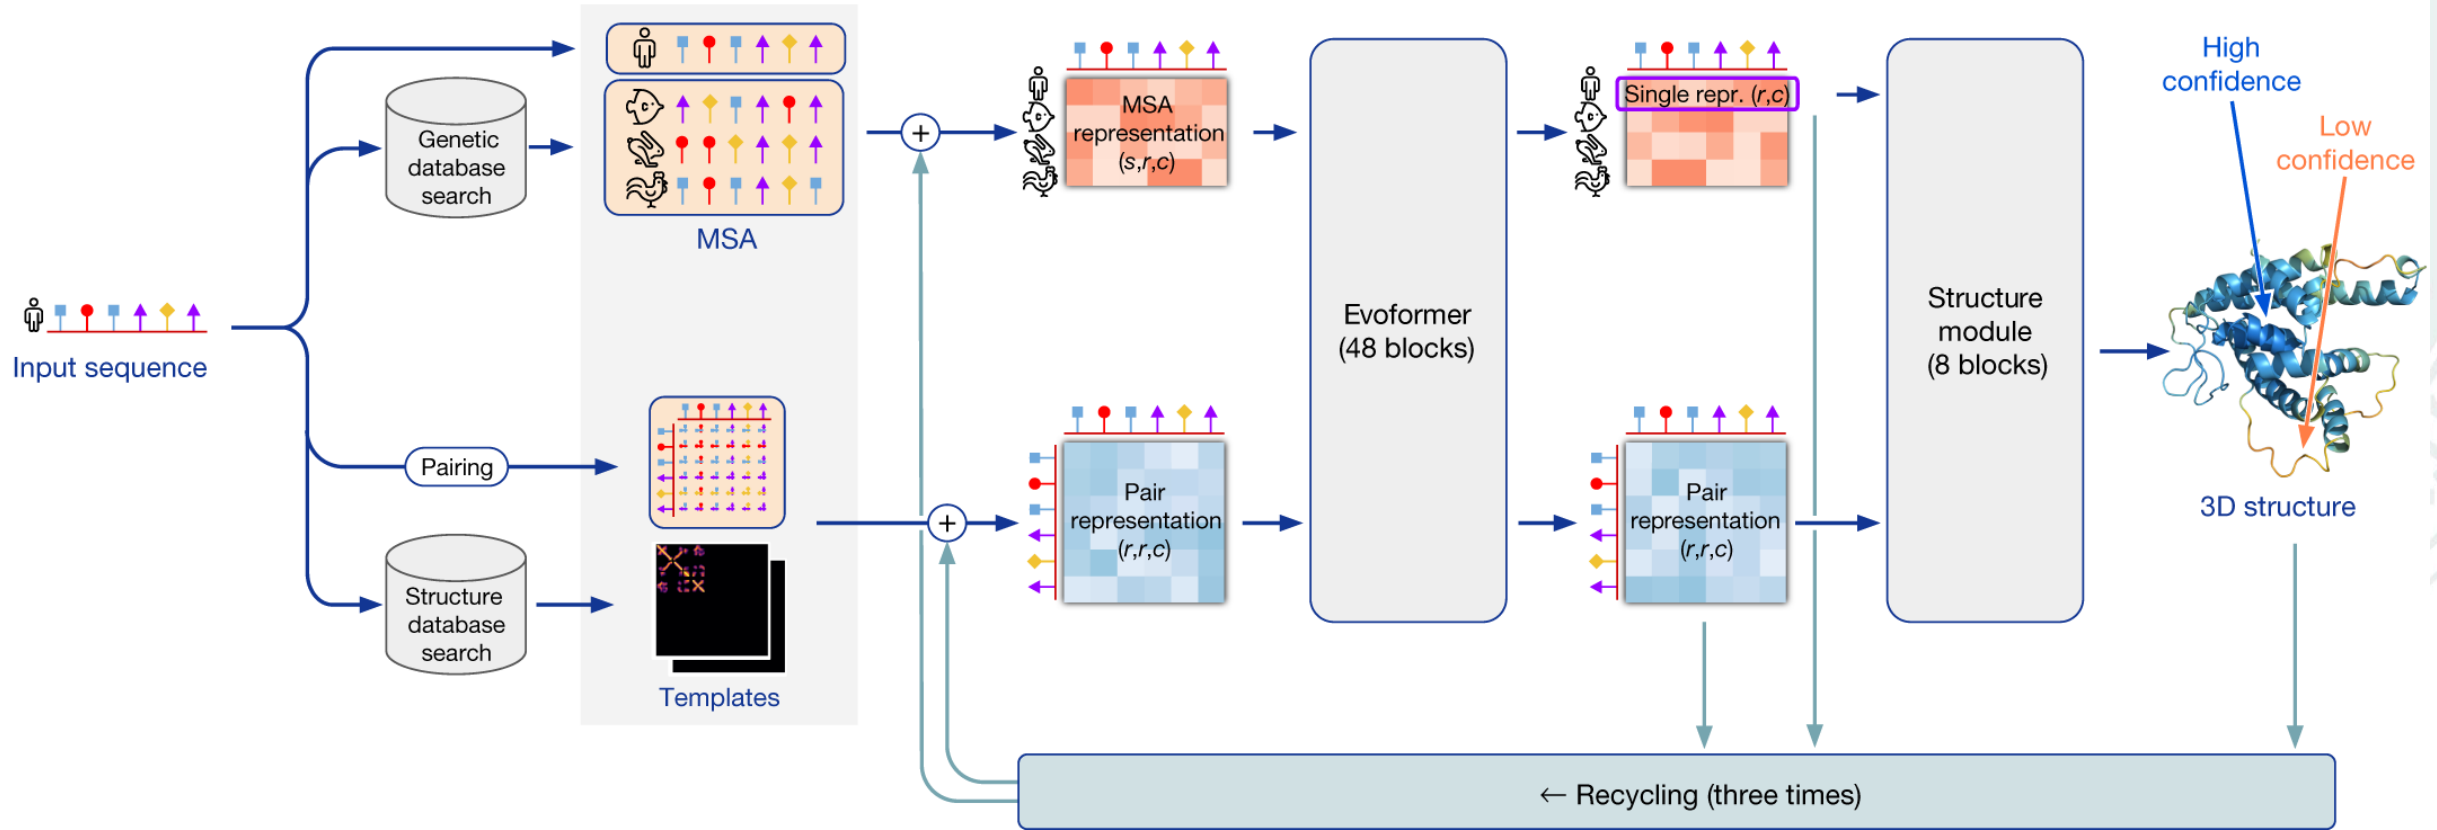 Input sequence
Genetic
database
search
Pairing
Structure
database
search
MSA
Templates
+
+
MSA
representation
(s,r,c)
Pair
representation
(r,r,c)
Evoformer
(48 blocks)
Single repr. (r,c)
Pair
representation
(r,r,c)
Structure
module
(8 blocks)
High
confidence
Low
confidence
3D structure
← Recycling (three times)